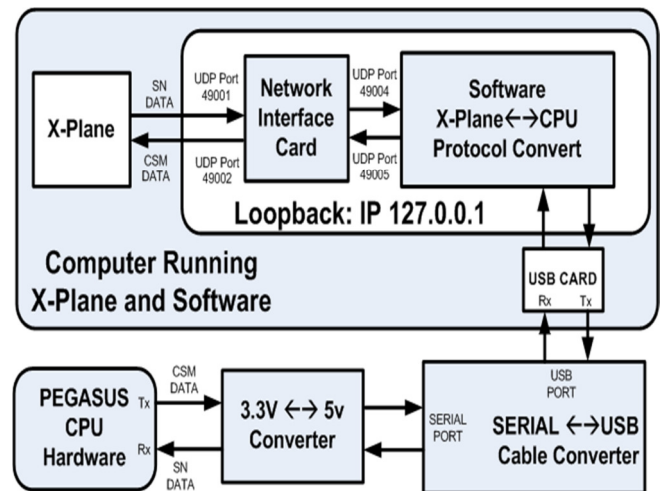 X-Plane
SN
DATA
CSM
DATA
UDP Port
49001
UDP Port
49002
Network
Interface
Card
UDP Port
49004
UDP Port
49005
Software
X-Plane←→CPU
Protocol Convert
Loopback: IP 127.0.0.1
Computer Running
X-Plane and Software
USB CARD
Rx Tx
PEGASUS
CPU
Hardware
Tx
Rx
CSM
DATA
SN
DATA
3.3V ←→ 5v
Converter
USB
PORT
SERIAL
PORT
SERIAL ←→USB
Cable Converter